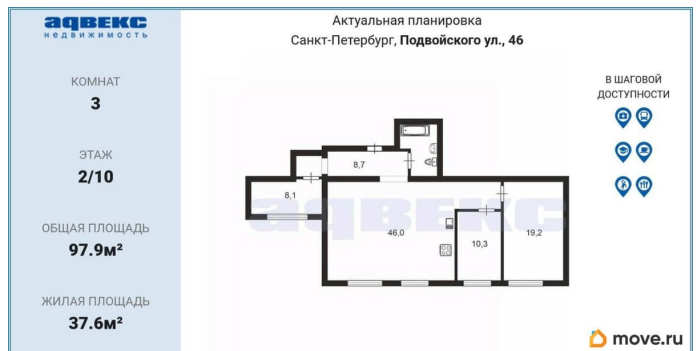 адвекс
недвижимость
КОМНАТ
3
ЭТАЖ
2/10
ОБЩАЯ ПЛОЩАДЬ
97.9м²
ЖИЛАЯ ПЛОЩАДЬ
37.6м²
Актуальная планировка
Санкт-Петербург, Подвойского ул., 46
8,7
8,1
46,0
10,3
19,2
адвекс
В ШАГОВОЙ
ДОСТУПНОСТИ
move.ru